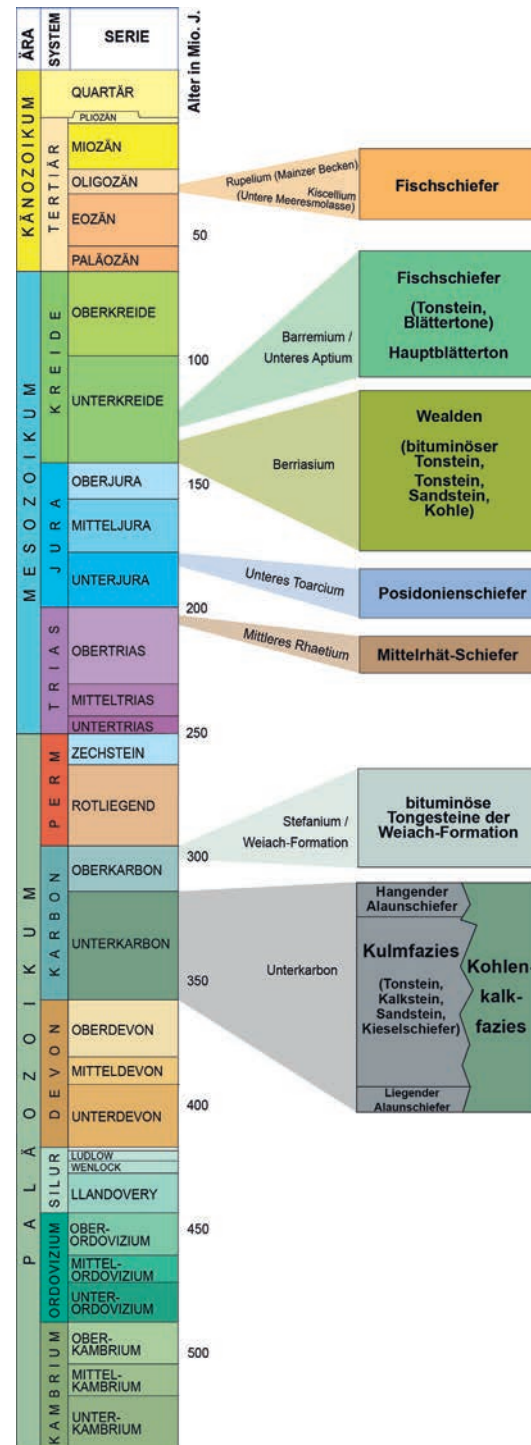 ÄRA
SYSTEM
SERIE
Alter in Mio. J.
KÄNOZOIKUM
TERTIÄR
QUARTÄR
PLIOZÄN
MIOZÄN
OLIGOZÄN
EOZÄN
PALÄOZÄN
MESOZOIKUM
KREIDE
OBERKREIDE
UNTERKREIDE
JURA
OBERJURA
MITTELJURA
UNTERJURA
TRIAS
OBERTRIAS
MITTELTRIAS
UNTERTRIAS
PALÄOZOIKUM
PERM
ZECHSTEIN
ROTLIEGEND
KARBON
OBERKARBON
UNTERKARBON
DEVON
OBERDEVON
MITTELDEVON
UNTERDEVON
SILUR
LUDLOW
WENLOCK
LLANDOVERY
ORDOVIZIUM
OBER-
ORDOVIZIUM
MITTEL-
ORDOVIZIUM
UNTER-
ORDOVIZIUM
KAMBRIUM
OBER-
KAMBRIUM
MITTEL-
KAMBRIUM
UNTER-
KAMBRIUM
50
100
150
200
250
300
350
400
450
500
Rupelium (Mainzer Becken)
Kiscellium
(Untere Meeresmolasse)
Fischschiefer
Barremium /
Unteres Aptium
Fischschiefer
(Tonstein,
Blättertone)
Hauptblätterton
Berriasium
Wealden
(bituminöser
Tonstein,
Tonstein,
Sandstein,
Kohle)
Unteres Toarcium
Posidonienschiefer
Mittleres Rhaetium
Mittelrhät-Schiefer
Stefanium /
Weiach-Formation
bituminöse
Tongesteine der
Weiach-Formation
Unterkarbon
Hangender
Alaunschiefer
Kulmfazies
(Tonstein,
Kalkstein,
Sandstein,
Kieselschiefer)
Liegender
Alaunschiefer
Kohlen-
kalk-
fazies